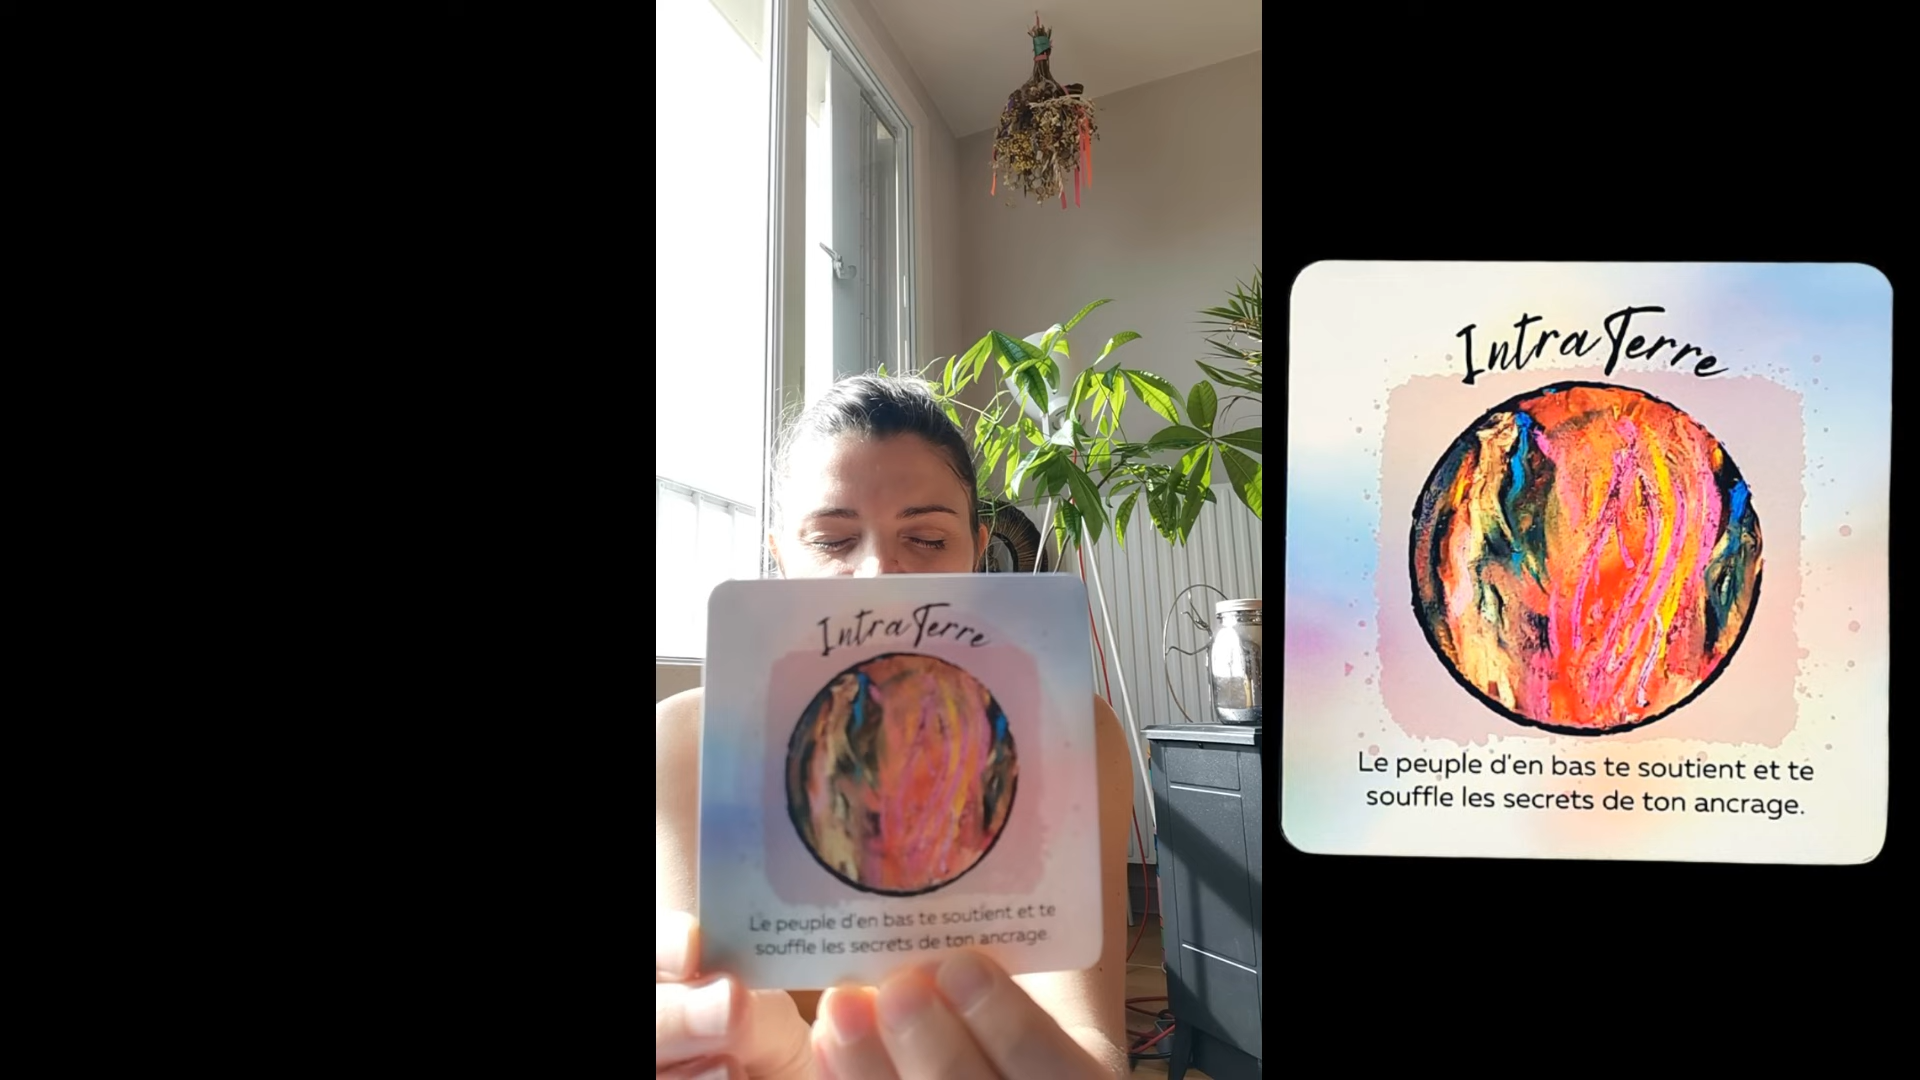 Intra Terre
Le peuple d'en bas te soutient et te
souffle les secrets de ton ancrage.
Intra Terre
Le peuple d'en bas te soutient et te
souffle les secrets de ton ancrage.